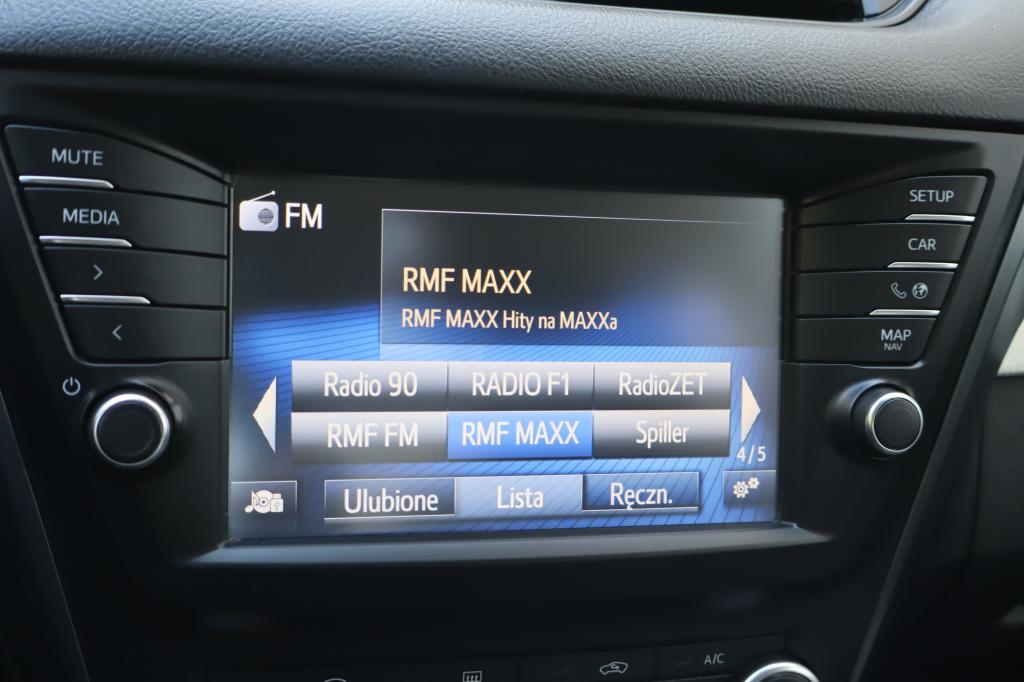 MUTE
MEDIA
SETUP
CAR
MAP
NAV
FM
RMF MAXX
RMF MAXX Hity na MAXXa
Radio 90 RADIO F1 RadioZET
RMF FM RMF MAXX Spiller
4/5
Ulubione Lista Ręczn.
A/C